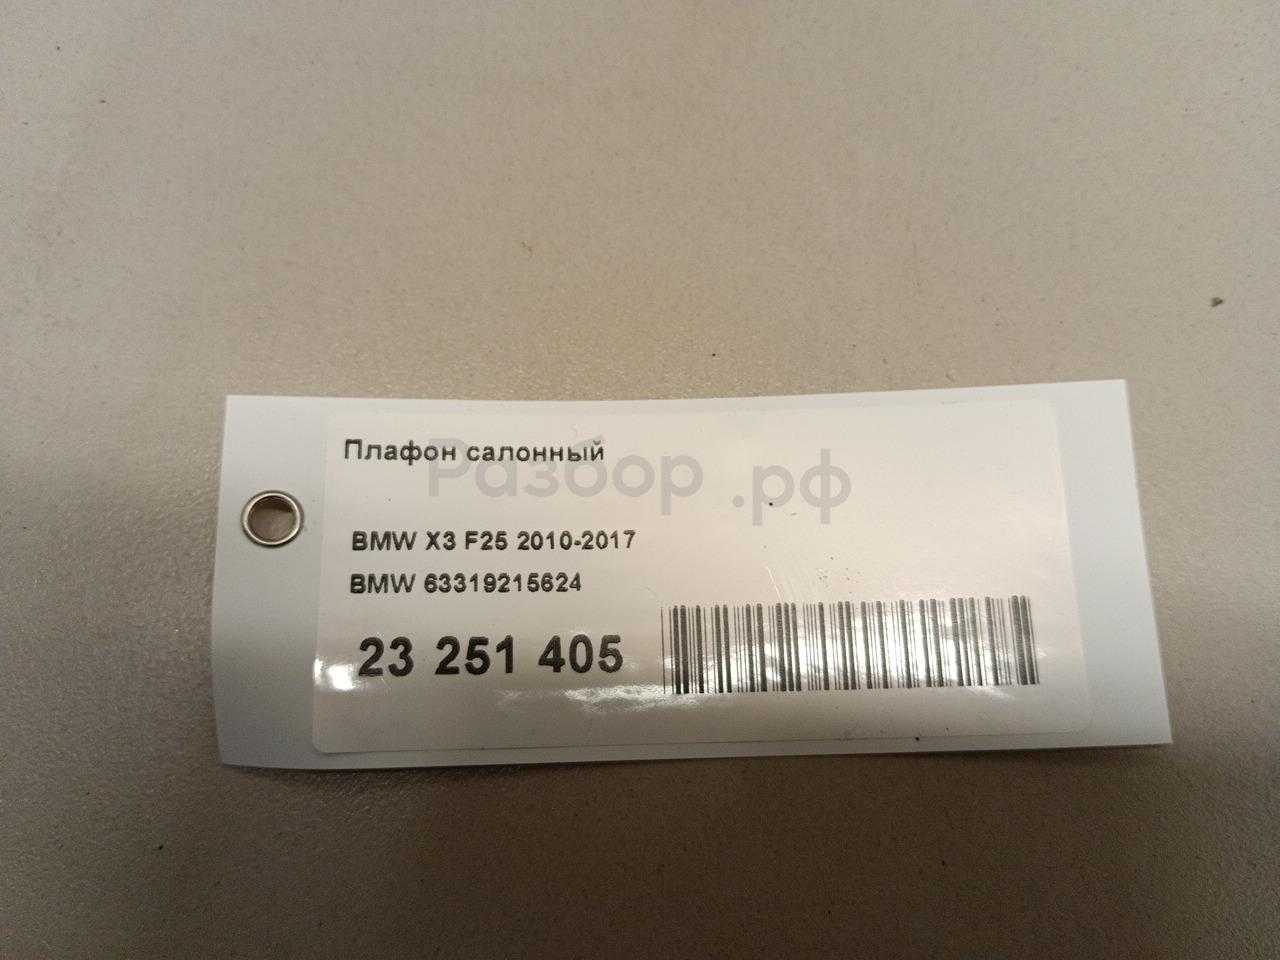 Плафон салонный
Разбор.рф
BMW X3 F25 2010-2017
BMW 63319215624
23 251 405